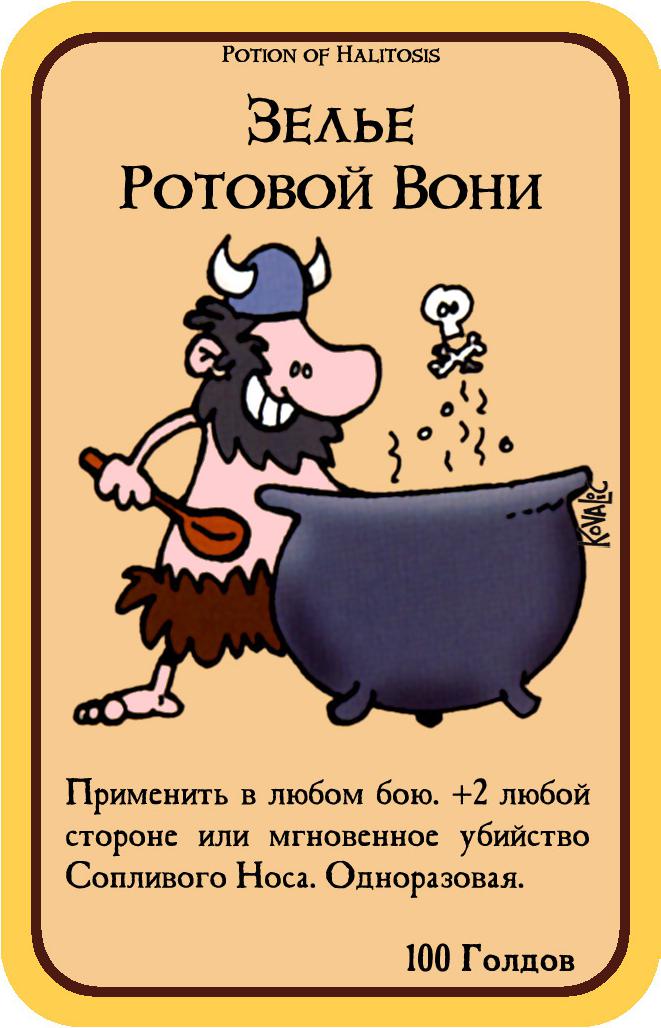 Potion of Halitosis
Зелье
Ротовой Вони
Kovalic
Применить в любом бою. +2 любой
стороне или мгновенное убийство
Сопливого Носа. Одноразовая.
100 Голдов